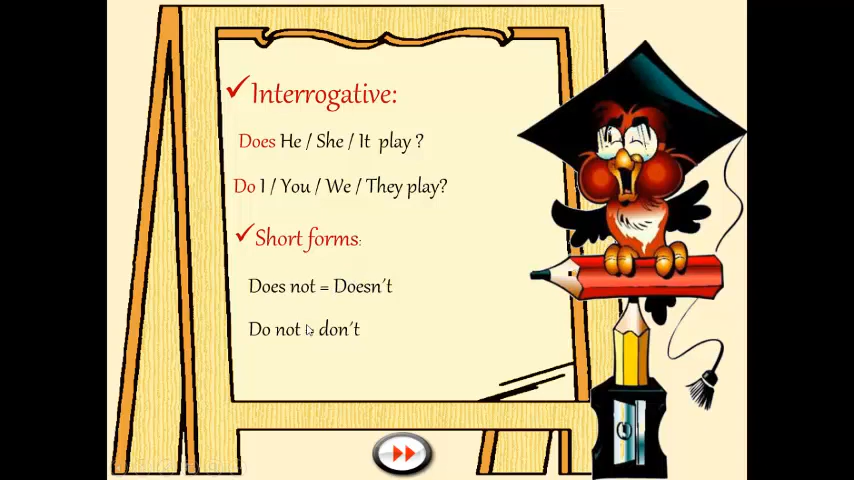 Interrogative:
Does He / She / It play ?
Do I / You / We / They play?
Short forms:
Does not = Doesn´t
Do not don´t